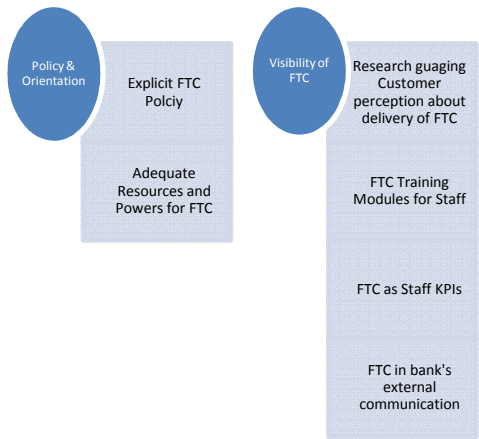 Policy &
Orientation
Explicit FTC
Polciy
Adequate
Resources and
Powers for FTC
Visibility of
FTC
Research guaging
Customer
perception about
delivery of FTC
FTC Training
Modules for Staff
FTC as Staff KPIs
FTC in bank's
external
communication